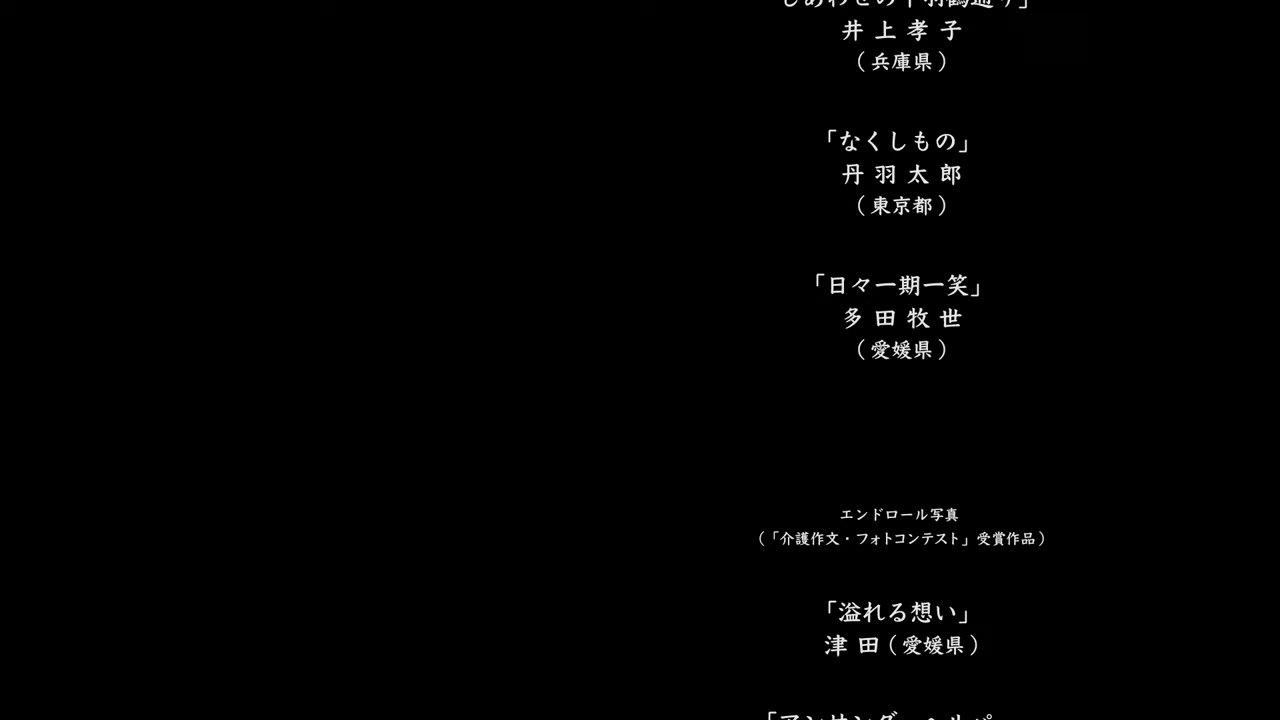 井上孝子
（兵庫県）
「なくしもの」
丹羽太郎
（東京都）
「日々一期一笑」
多田牧世
（愛媛県）
エンドロール写真
（「介護作文・フォトコンテスト」受賞作品）
「溢れる想い」
津田（愛媛県）